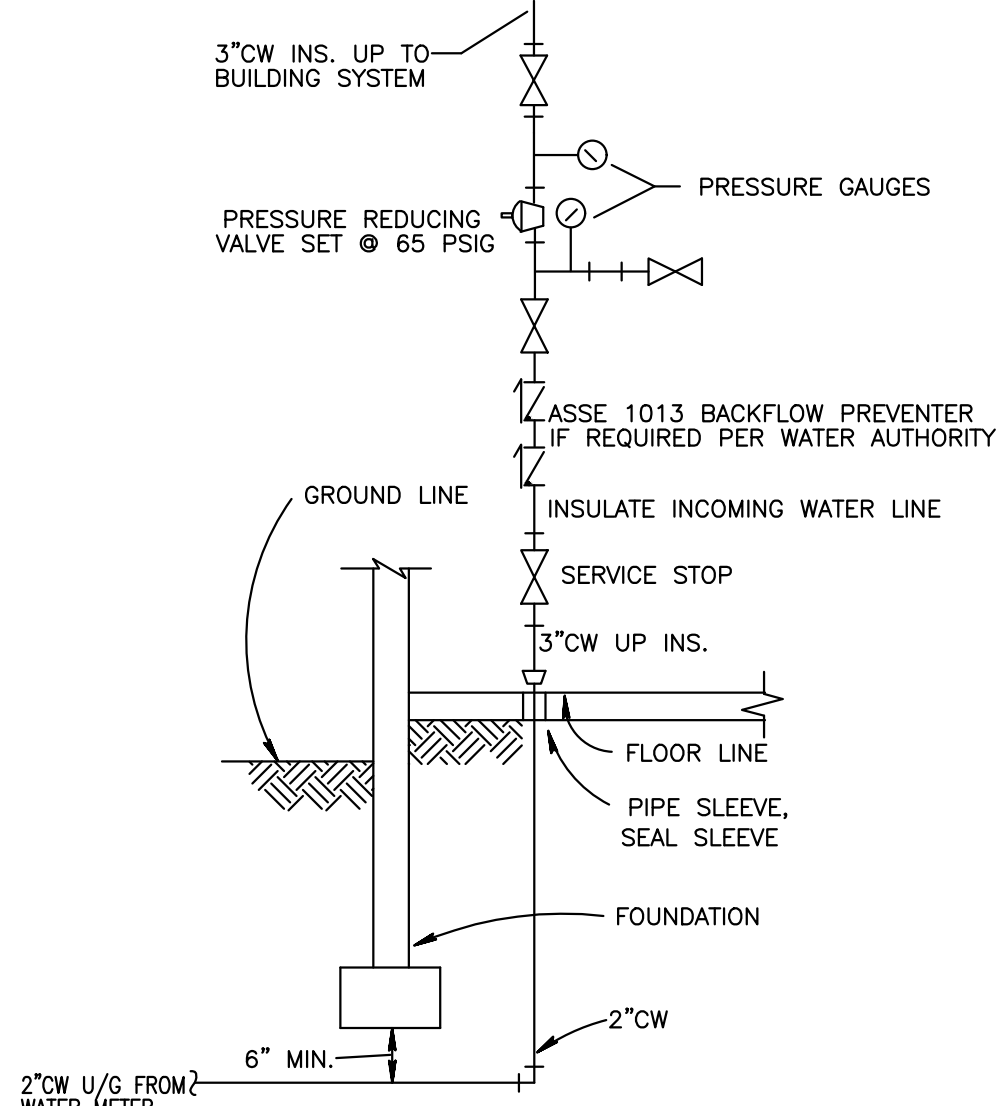 3"CW INS. UP TO
BUILDING SYSTEM
PRESSURE GAUGES
PRESSURE REDUCING
VALVE SET @ 65 PSIG
ASSE 1013 BACKFLOW PREVENTER
IF REQUIRED PER WATER AUTHORITY
GROUND LINE
INSULATE INCOMING WATER LINE
SERVICE STOP
3"CW UP INS.
FLOOR LINE
PIPE SLEEVE,
SEAL SLEEVE
FOUNDATION
2"CW
6" MIN.
2"CW U/G FROM
WATER METER